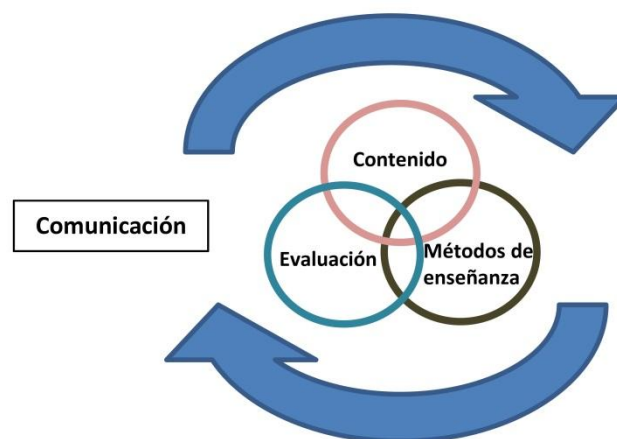 Contenido
Comunicación
Evaluación
Métodos de
enseñanza